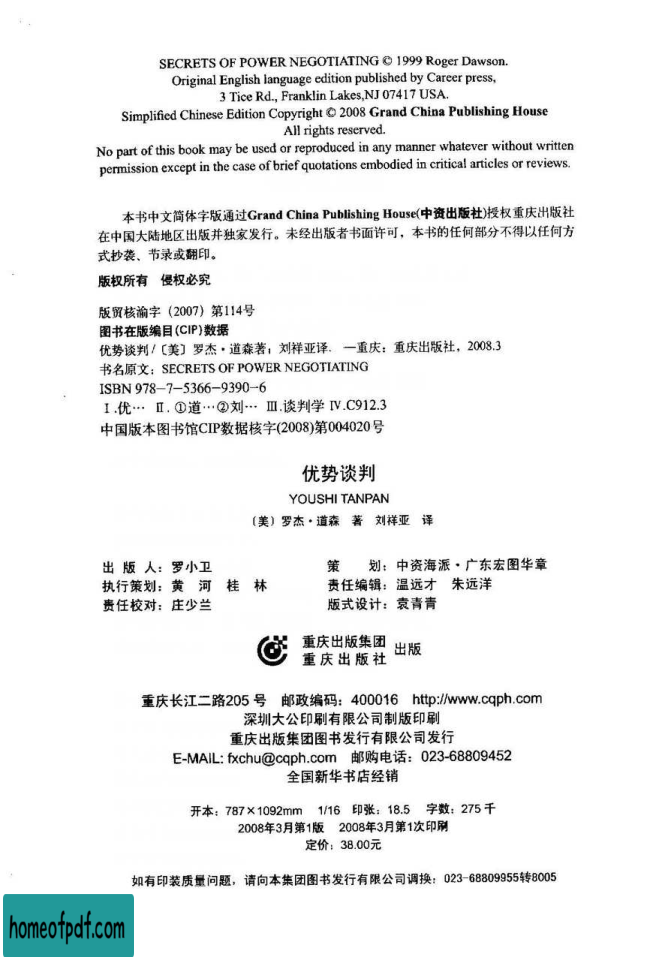 SECRETS OF POWER NEGOTIATING © 1999 Roger Dawson.
Original English language edition published by Career press,
3 Tice Rd., Franklin Lakes,NJ 07417 USA.
Simplified Chinese Edition Copyright © 2008 Grand China Publishing House
All rights reserved.
No part of this book may be used or reproduced in any manner whatever without written
permission except in the case of brief quotations embodied in critical articles or reviews.
本书中文简体字版通过Grand China Publishing House(中资出版社)授权重庆出版社
在中国大陆地区出版并独家发行。未经出版者书面许可，本书的任何部分不得以任何方
式抄袭、节录或翻印。
版权所有 侵权必究
版贸核渝字（2007）第114号
图书在版编目(CIP)数据
优势谈判/〔美〕罗杰·道森著；刘祥亚译. —重庆：重庆出版社，2008.3
书名原文：SECRETS OF POWER NEGOTIATING
ISBN 978-7-5366-9390-6
Ⅰ.优… Ⅱ.①道…②刘… Ⅲ.谈判学 Ⅳ.C912.3
中国版本图书馆CIP数据核字(2008)第004020号
优势谈判
YOUSHI TANPAN
〔美〕罗杰·道森 著 刘祥亚 译
出 版 人：罗小卫 策 划：中资海派·广东宏图华章
执行策划：黄 河 桂 林 责任编辑：温远才 朱远洋
责任校对：庄少兰 版式设计：袁青青
重庆出版集团
重庆出版社 出版
重庆长江二路205号 邮政编码：400016 http://www.cqph.com
深圳大公印刷有限公司制版印刷
重庆出版集团图书发行有限公司发行
E-MAIL: fxchu@cqph.com 邮购电话：023-68809452
全国新华书店经销
开本：787×1092mm 1/16 印张：18.5 字数：275千
2008年3月第1版 2008年3月第1次印刷
定价：38.00元
如有印装质量问题，请向本集团图书发行有限公司调换：023-68809955转8005
homeofpdf.com